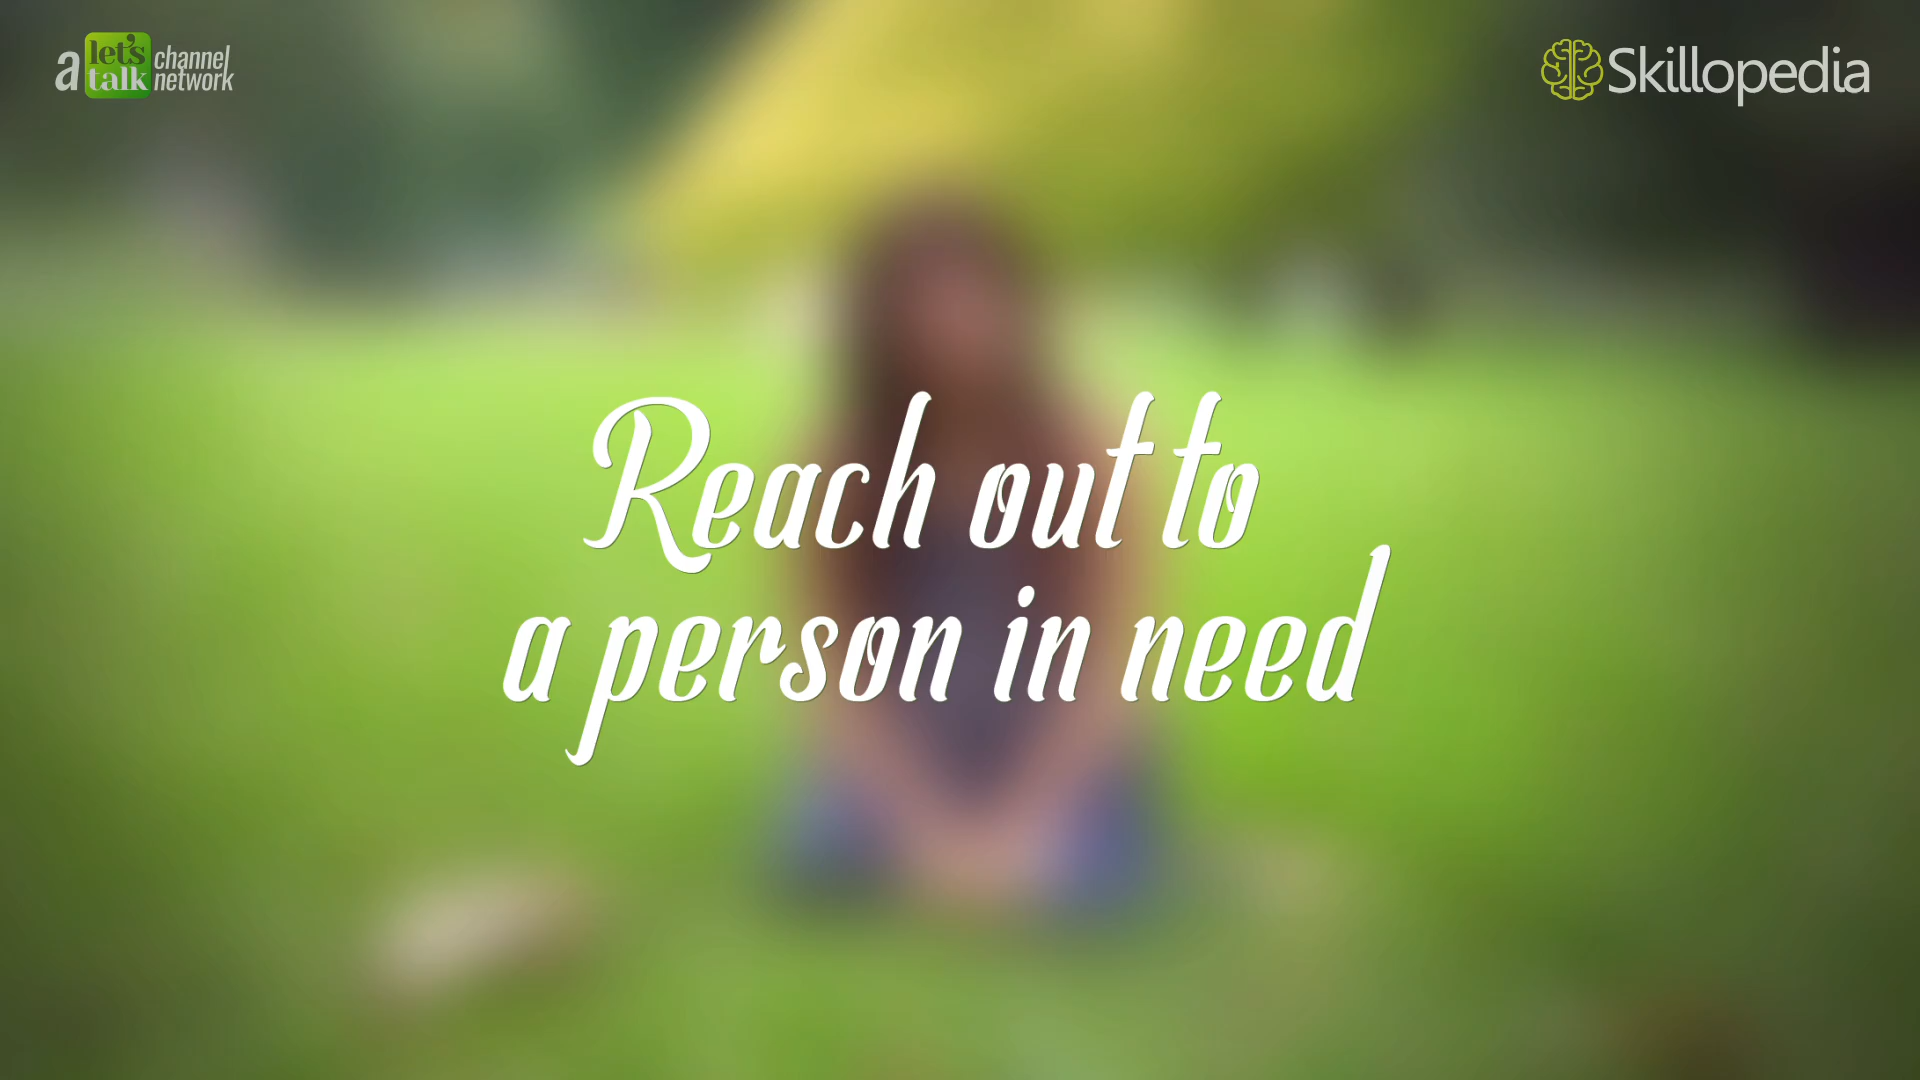 a let's talk channel network
Skillopedia
Reach out to
a person in need